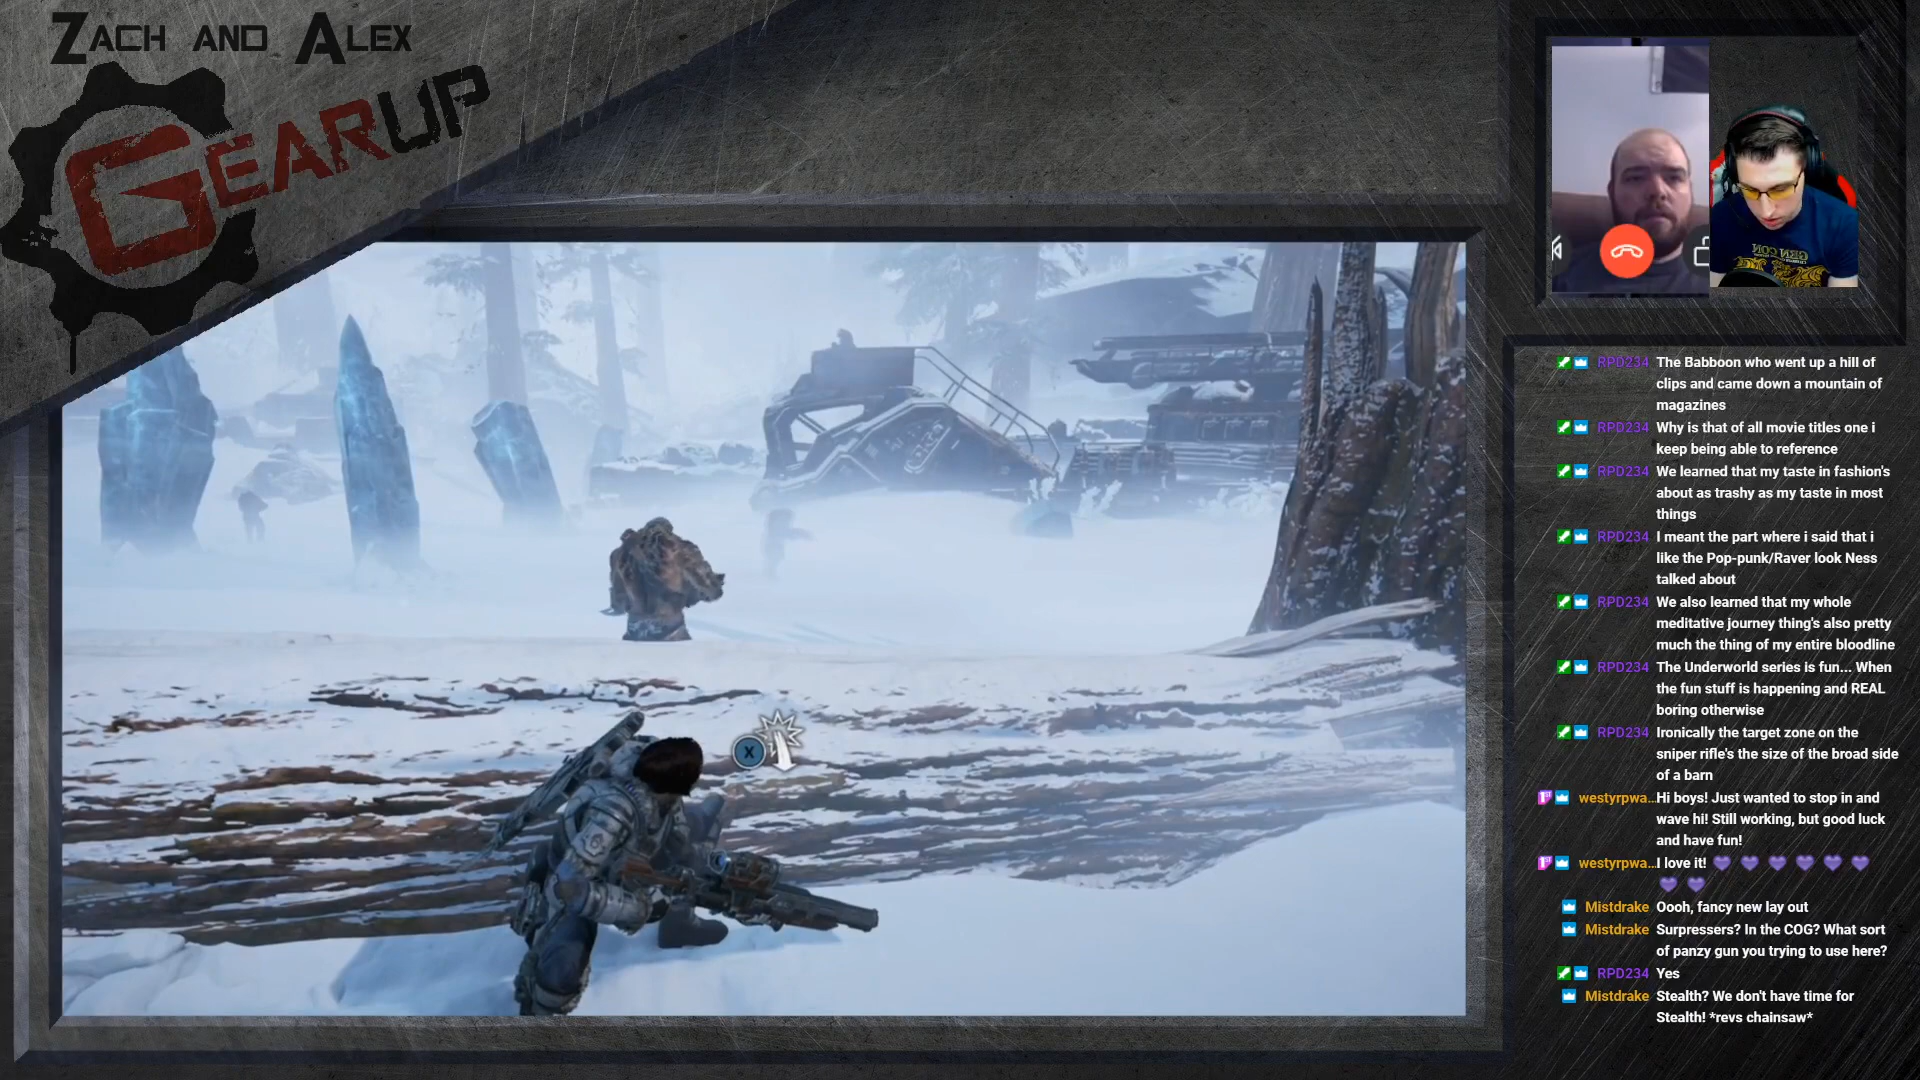 Zach and Alex
GearUp
GEN CON
X
RPD234 The Babboon who went up a hill of
clips and came down a mountain of
magazines
RPD234 Why is that of all movie titles one i
keep being able to reference
RPD234 We learned that my taste in fashion's
about as trashy as my taste in most
things
RPD234 I meant the part where i said that i
like the Pop-punk/Raver look Ness
talked about
RPD234 We also learned that my whole
meditative journey thing's also pretty
much the thing of my entire bloodline
RPD234 The Underworld series is fun... When
the fun stuff is happening and REAL
boring otherwise
RPD234 Ironically the target zone on the
sniper rifle's the size of the broad side
of a barn
westyrpwa... Hi boys! Just wanted to stop in and
wave hi! Still working, but good luck
and have fun!
westyrpwa... I love it!
Mistdrake Oooh, fancy new lay out
Mistdrake Surpressers? In the COG? What sort
of panzy gun you trying to use here?
RPD234 Yes
Mistdrake Stealth? We don't have time for
Stealth! *revs chainsaw*